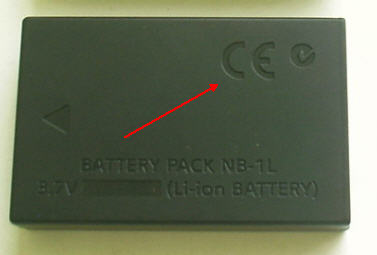 CE
BATTERY PACK NB-1L
3.7V (Li-ion BATTERY)